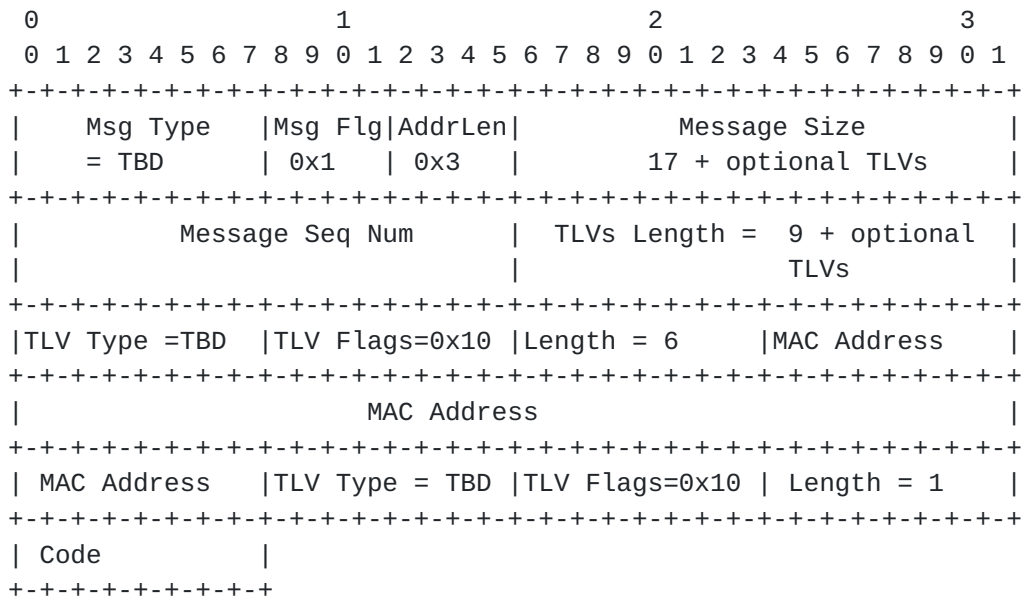 0                   1                   2                   3
 0 1 2 3 4 5 6 7 8 9 0 1 2 3 4 5 6 7 8 9 0 1 2 3 4 5 6 7 8 9 0 1
+-+-+-+-+-+-+-+-+-+-+-+-+-+-+-+-+-+-+-+-+-+-+-+-+-+-+-+-+-+-+-+-+
|    Msg Type   |Msg Flg|AddrLen|          Message Size         |
|    = TBD      | 0x1   | 0x3   |        17 + optional TLVs     |
+-+-+-+-+-+-+-+-+-+-+-+-+-+-+-+-+-+-+-+-+-+-+-+-+-+-+-+-+-+-+-+-+
|          Message Seq Num      |  TLVs Length =  9 + optional  |
|                               |                 TLVs          |
+-+-+-+-+-+-+-+-+-+-+-+-+-+-+-+-+-+-+-+-+-+-+-+-+-+-+-+-+-+-+-+-+
|TLV Type =TBD  |TLV Flags=0x10 |Length = 6     |MAC Address    |
+-+-+-+-+-+-+-+-+-+-+-+-+-+-+-+-+-+-+-+-+-+-+-+-+-+-+-+-+-+-+-+-+
|                      MAC Address                              |
+-+-+-+-+-+-+-+-+-+-+-+-+-+-+-+-+-+-+-+-+-+-+-+-+-+-+-+-+-+-+-+-+
| MAC Address   |TLV Type = TBD |TLV Flags=0x10 | Length = 1    |
+-+-+-+-+-+-+-+-+-+-+-+-+-+-+-+-+-+-+-+-+-+-+-+-+-+-+-+-+-+-+-+-+
| Code          |
+-+-+-+-+-+-+-+-+